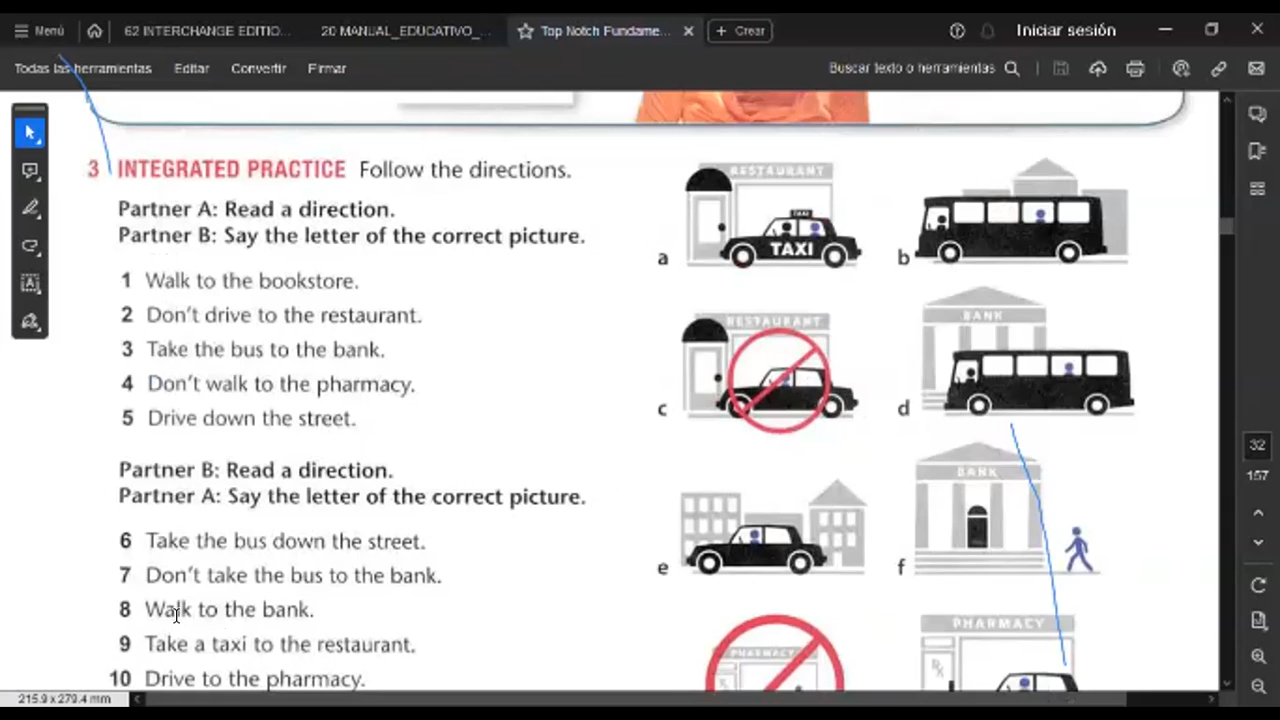 Menú
62 INTERCHANGE EDITIO...
20 MANUAL_EDUCATIVO_...
Top Notch Fundame...
+ Crear
Iniciar sesión
Todas las herramientas
Editar
Convertir
Firmar
Buscar texto o herramientas
3 INTEGRATED PRACTICE Follow the directions.
Partner A: Read a direction.
Partner B: Say the letter of the correct picture.
1 Walk to the bookstore.
2 Don't drive to the restaurant.
3 Take the bus to the bank.
4 Don't walk to the pharmacy.
5 Drive down the street.
Partner B: Read a direction.
Partner A: Say the letter of the correct picture.
6 Take the bus down the street.
7 Don't take the bus to the bank.
8 Walk to the bank.
9 Take a taxi to the restaurant.
10 Drive to the pharmacy.
RESTAURANT
TAXI
TAXI
a
b
RESTAURANT
c
BANK
d
e
BANK
f
PHARMACY
PHARMACY
Rx
32
157
215.9 x 279.4 mm